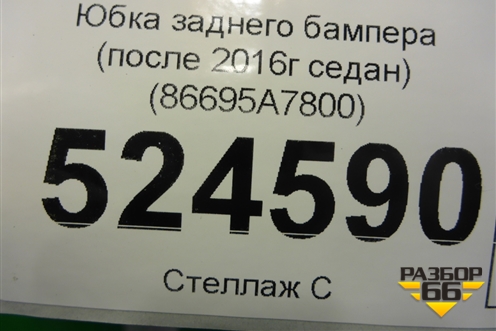 Юбка заднего бампера
(после 2016г седан)
(86695A7800)
524590
Стеллаж С
РАЗБОР
66